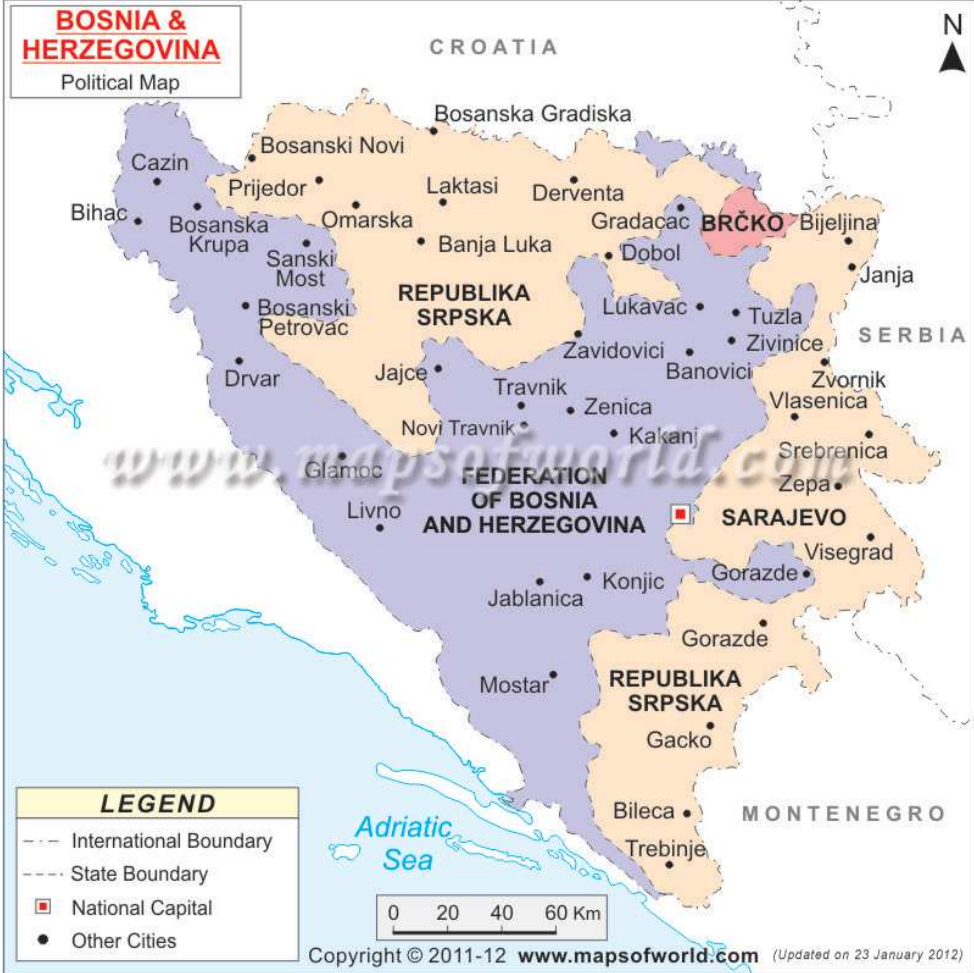 BOSNIA &
HERZEGOVINA
Political Map
N
CROATIA
Bosanska Gradiska
Bosanski Novi
Cazin
Prijedor
Laktasi
Derventa
Bihac
Bosanska
Krupa
Omarska
Gradacac
BRČKO
Bijeljina
Sanski
Most
Banja Luka
Dobol
Janja
REPUBLIKA
SRPSKA
Bosanski
Petrovac
Lukavac
Tuzla
SERBIA
Zavidovici
Zivinice
Drvar
Jajce
Banovici
Zvornik
Travnik
Vlasenica
Zenica
Novi Travnik
Kakanj
Srebrenica
www.mapsofworld.com
Glamoc
FEDERATION
OF BOSNIA
AND HERZEGOVINA
Zepa
Livno
SARAJEVO
Visegrad
Gorazde
Jablanica
Konjic
Gorazde
Mostar
REPUBLIKA
SRPSKA
Gacko
Bileca
MONTENEGRO
Trebinje
Adriatic
Sea
LEGEND
International Boundary
State Boundary
National Capital
Other Cities
0 20 40 60 Km
Copyright © 2011-12 www.mapsofworld.com (Updated on 23 January 2012)